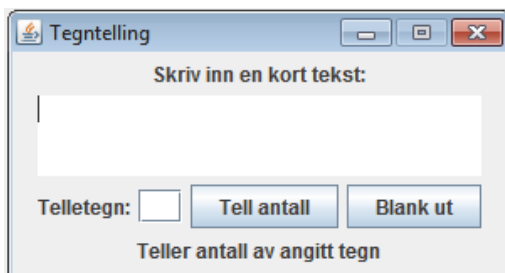 Tegntelling
Skriv inn en kort tekst:
Telletegn: Tell antall Blank ut
Teller antall av angitt tegn